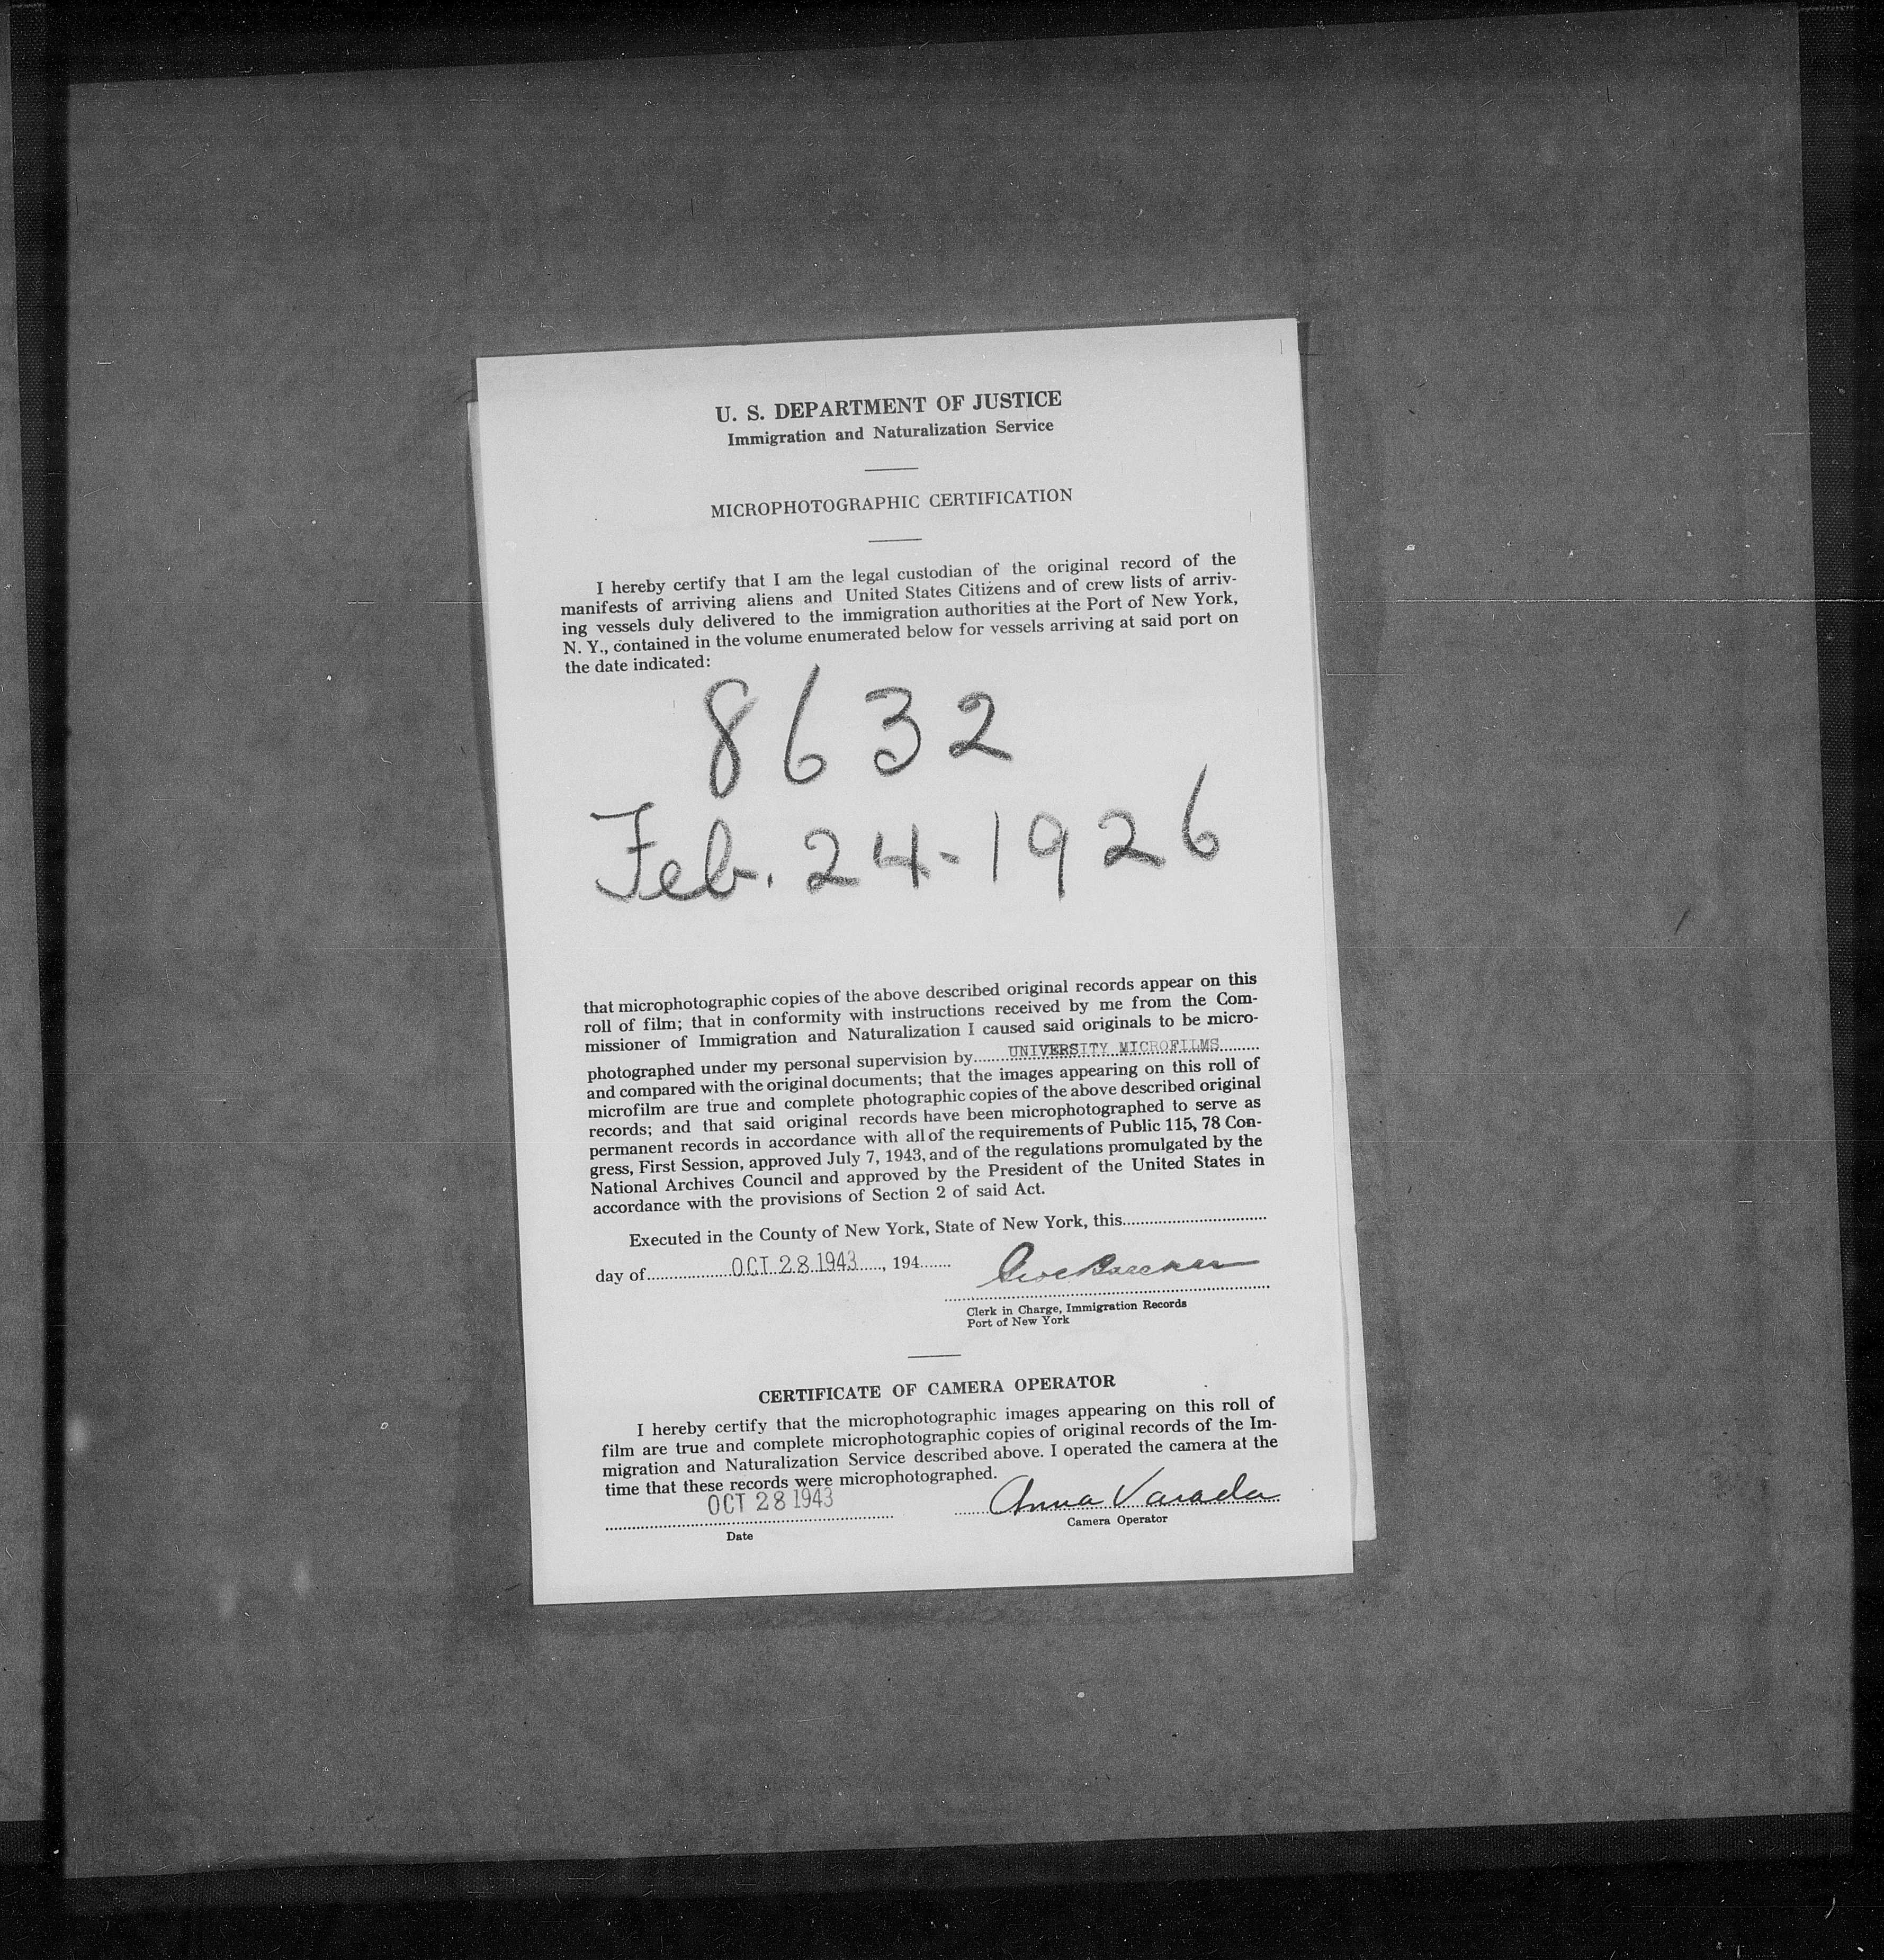 U. S. DEPARTMENT OF JUSTICE
Immigration and Naturalization Service
MICROPHOTOGRAPHIC CERTIFICATION
I hereby certify that I am the legal custodian of the original record of the
manifests of arriving aliens and United States Citizens and of crew lists of arriv-
ing vessels duly delivered to the immigration authorities at the Port of New York,
N. Y., contained in the volume enumerated below for vessels arriving at said port on
the date indicated:
8632
Feb. 24-1926
that microphotographic copies of the above described original records appear on this
roll of film; that in conformity with instructions received by me from the Com-
missioner of Immigration and Naturalization I caused said originals to be micro-
photographed under my personal supervision by UNIVERSITY MICROFILMS
and compared with the original documents; that the images appearing on this roll of
microfilm are true and complete photographic copies of the above described original
records; and that said original records have been microphotographed to serve as
permanent records in accordance with all of the requirements of Public 115, 78 Con-
gress, First Session, approved July 7, 1943, and of the regulations promulgated by the
National Archives Council and approved by the President of the United States in
accordance with the provisions of Section 2 of said Act.
Executed in the County of New York, State of New York, this
day of OCT 28 1943, 194
Clerk in Charge, Immigration Records
Port of New York
CERTIFICATE OF CAMERA OPERATOR
I hereby certify that the microphotographic images appearing on this roll of
film are true and complete microphotographic copies of original records of the Im-
migration and Naturalization Service described above. I operated the camera at the
time that these records were microphotographed.
OCT 28 1943 Anna Varada
Date Camera Operator